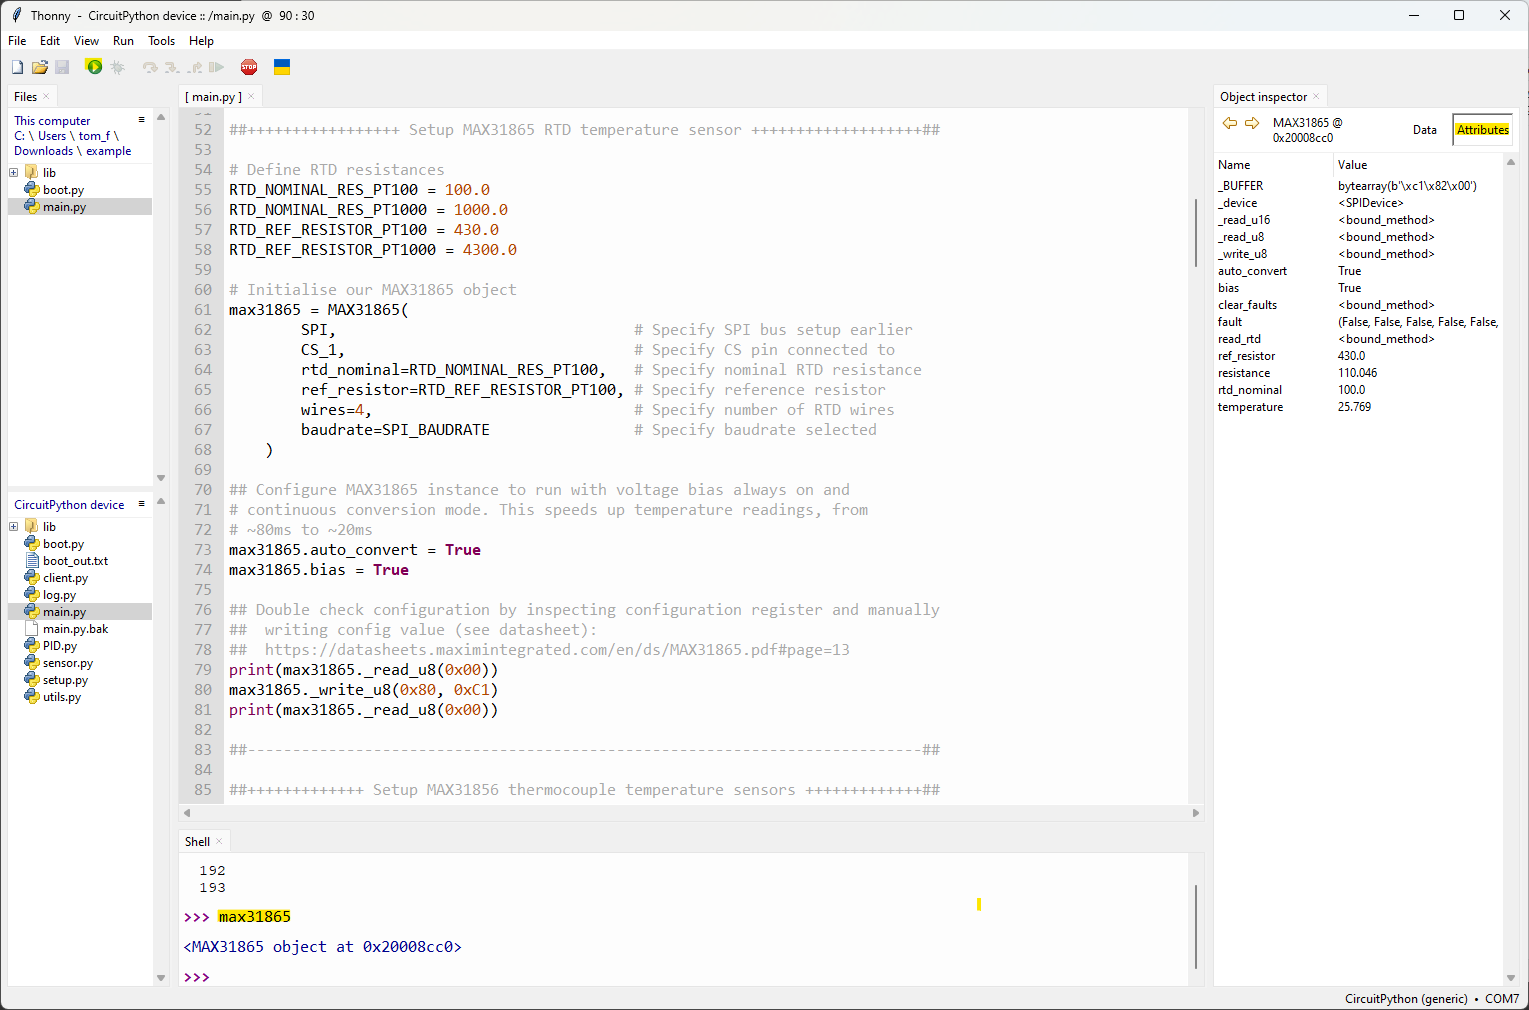 Thonny - CircuitPython device :: /main.py @ 90 : 30
File Edit View Run Tools Help
STOP
Files
This computer
C: \ Users \ tom_f \
Downloads \ example
lib
boot.py
main.py
CircuitPython device
lib
boot.py
boot_out.txt
client.py
log.py
main.py
main.py.bak
PID.py
sensor.py
setup.py
utils.py
[ main.py ]
52 ##+++++++++++++++++ Setup MAX31865 RTD temperature sensor +++++++++++++++++++##
53
54 # Define RTD resistances
55 RTD_NOMINAL_RES_PT100 = 100.0
56 RTD_NOMINAL_RES_PT1000 = 1000.0
57 RTD_REF_RESISTOR_PT100 = 430.0
58 RTD_REF_RESISTOR_PT1000 = 4300.0
59
60 # Initialise our MAX31865 object
61 max31865 = MAX31865(
62 SPI, # Specify SPI bus setup earlier
63 CS_1, # Specify CS pin connected to
64 rtd_nominal=RTD_NOMINAL_RES_PT100, # Specify nominal RTD resistance
65 ref_resistor=RTD_REF_RESISTOR_PT100, # Specify reference resistor
66 wires=4, # Specify number of RTD wires
67 baudrate=SPI_BAUDRATE # Specify baudrate selected
68 )
69
70 ## Configure MAX31865 instance to run with voltage bias always on and
71 # continuous conversion mode. This speeds up temperature readings, from
72 # ~80ms to ~20ms
73 max31865.auto_convert = True
74 max31865.bias = True
75
76 ## Double check configuration by inspecting configuration register and manually
77 ## writing config value (see datasheet):
78 ## https://datasheets.maximintegrated.com/en/ds/MAX31865.pdf#page=13
79 print(max31865._read_u8(0x00))
80 max31865._write_u8(0x80, 0xC1)
81 print(max31865._read_u8(0x00))
82
83 ##---------------------------------------------------------------------------##
84
85 ##+++++++++++++ Setup MAX31856 thermocouple temperature sensors +++++++++++++##
Shell
192
193
>>> max31865
<MAX31865 object at 0x20008cc0>
>>>
Object inspector
MAX31865 @
0x20008cc0
Data Attributes
Name Value
_BUFFER bytearray(b'\xc1\x82\x00')
_device <SPIDevice>
_read_u16 <bound_method>
_read_u8 <bound_method>
_write_u8 <bound_method>
auto_convert True
bias True
clear_faults <bound_method>
fault (False, False, False, False, False,
read_rtd <bound_method>
ref_resistor 430.0
resistance 110.046
rtd_nominal 100.0
temperature 25.769
CircuitPython (generic) • COM7